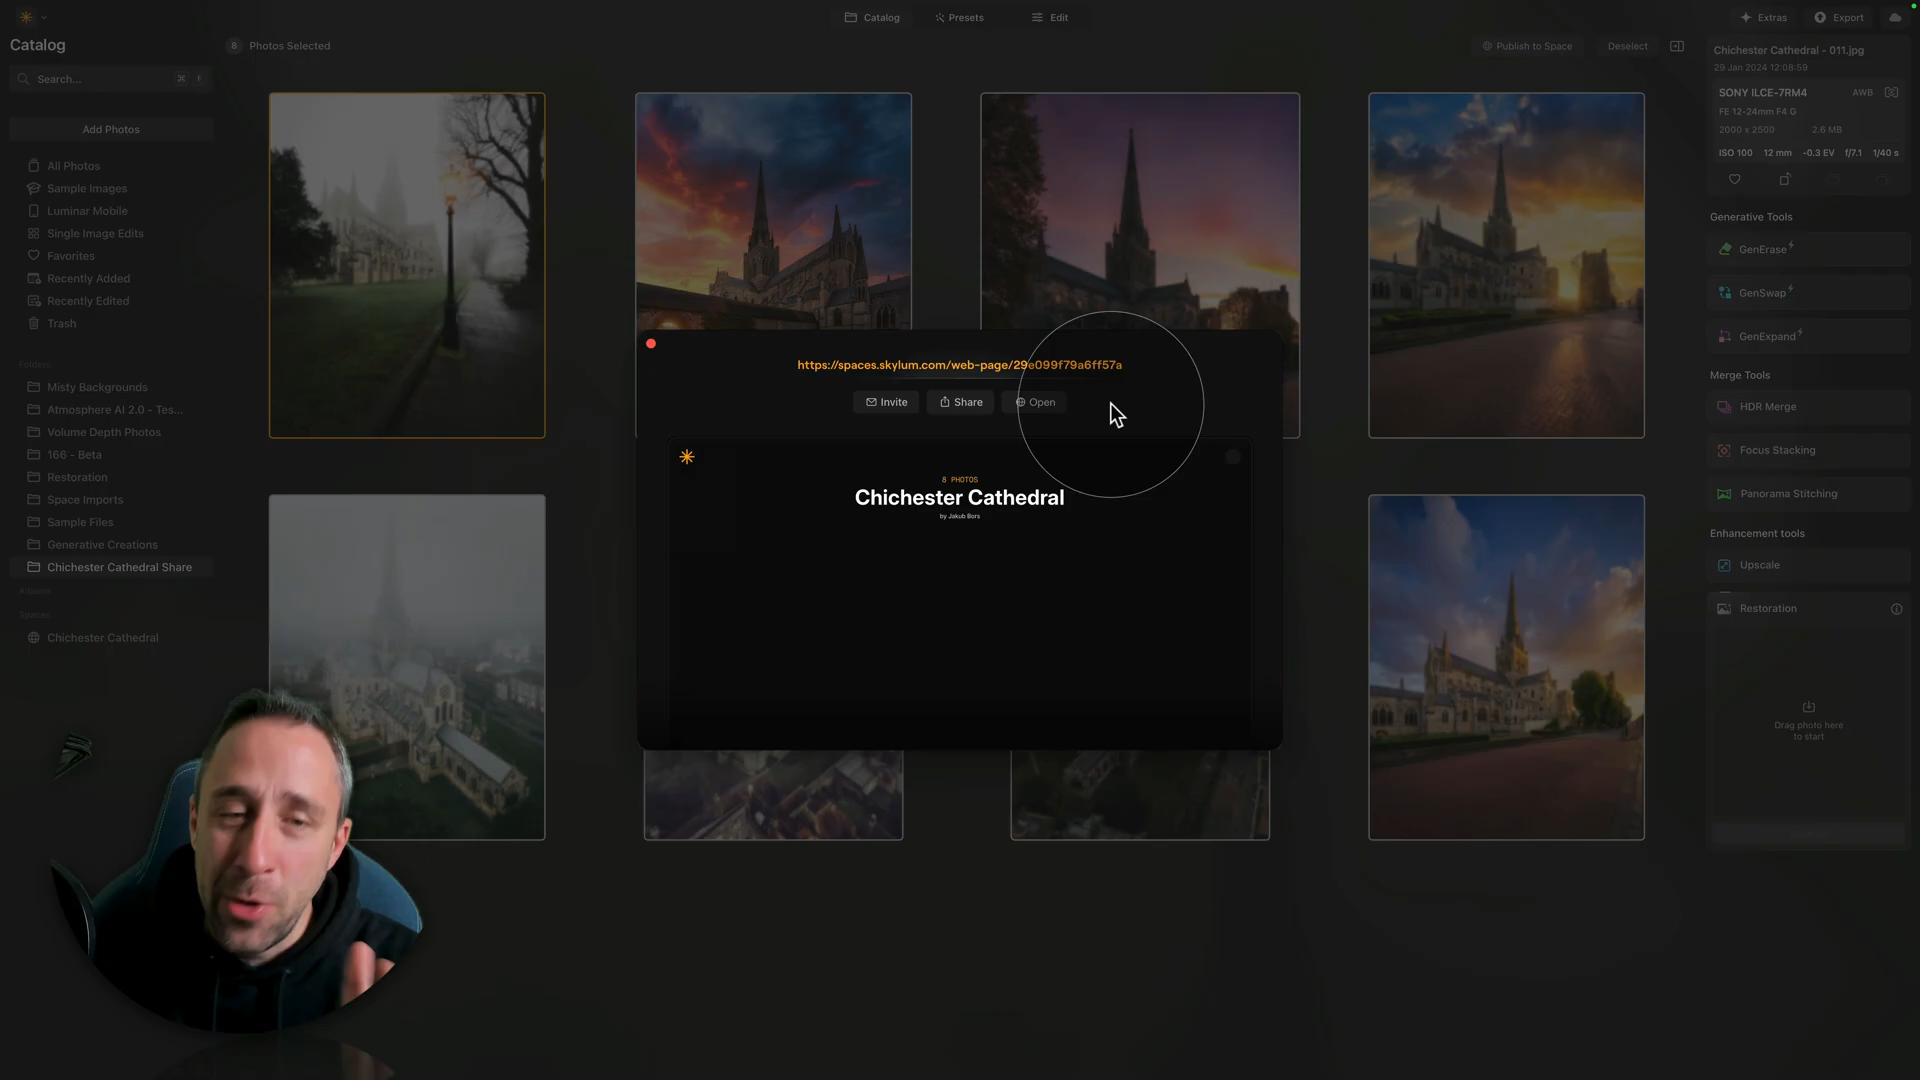 Catalog
Presets
Edit
Extras
Export
Catalog
8 Photos Selected
Publish to Space
Deselect
Search...
⌘ F
Add Photos
All Photos
Sample Images
Luminar Mobile
Single Image Edits
Favorites
Recently Added
Recently Edited
Trash
Folders
Misty Backgrounds
Atmosphere AI 2.0 - Tes...
Volume Depth Photos
166 - Beta
Restoration
Space Imports
Sample Files
Generative Creations
Chichester Cathedral Share
Albums
Spaces
Chichester Cathedral
https://spaces.skylum.com/web-page/29e099f79a6ff57a
Invite
Share
Open
8 PHOTOS
Chichester Cathedral
by Jakub Bors
Chichester Cathedral - 011.jpg
29 Jan 2024 12:08:59
SONY ILCE-7RM4 AWB
FE 12-24mm F4 G
2000 x 2500 2.6 MB
ISO 100 12 mm -0.3 EV f/7.1 1/40 s
Generative Tools
GenErase
GenSwap
GenExpand
Merge Tools
HDR Merge
Focus Stacking
Panorama Stitching
Enhancement tools
Upscale
Restoration
Drag photo here
to start